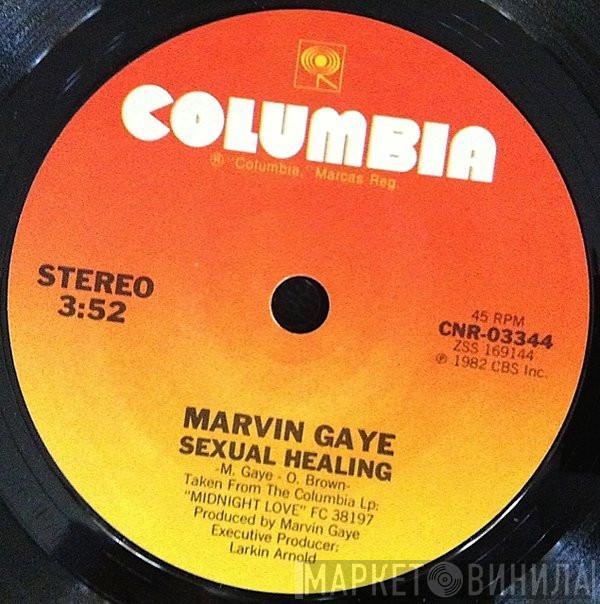 COLUMBIA
® "Columbia," Marcas Reg.
STEREO
3:52
45 RPM
CNR-03344
ZSS 169144
℗ 1982 CBS Inc.
MARVIN GAYE
SEXUAL HEALING
-M. Gaye - O. Brown-
Taken From The Columbia Lp:
"MIDNIGHT LOVE" FC 38197
Produced by Marvin Gaye
Executive Producer:
Larkin Arnold
МАРКЕТ ВИНИЛА